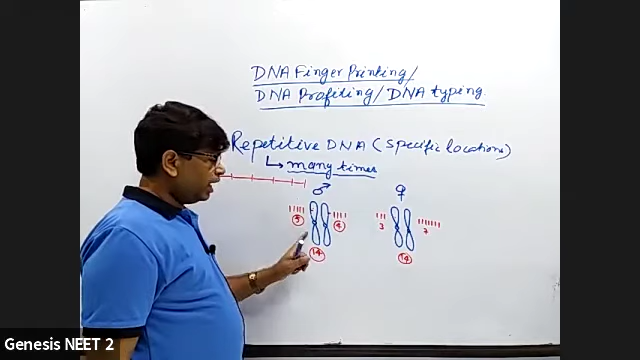 DNA Finger Printing/
DNA Profiling/DNA typing
Repetitive DNA (specific locations)
↳ many times
♂ ♀
5 4 3 7
14 14
Genesis NEET 2